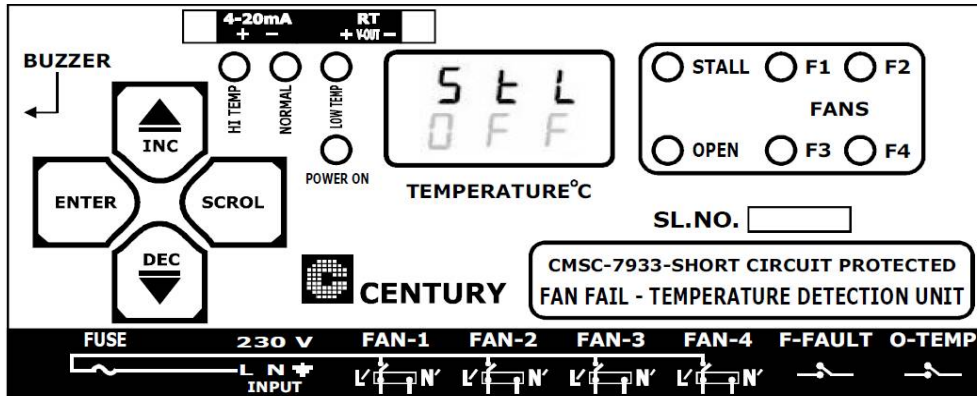 4-20mA RT
+ - + V-OUT -
BUZZER
HI TEMP
NORMAL
LOW TEMP
POWER ON
INC
ENTER
SCROL
DEC
StL
OFF
TEMPERATURE°C
STALL F1 F2
FANS
OPEN F3 F4
SL.NO.
C CENTURY
CMSC-7933-SHORT CIRCUIT PROTECTED
FAN FAIL - TEMPERATURE DETECTION UNIT
FUSE 230 V FAN-1 FAN-2 FAN-3 FAN-4 F-FAULT O-TEMP
L N L' N' L' N' L' N' L' N'
INPUT